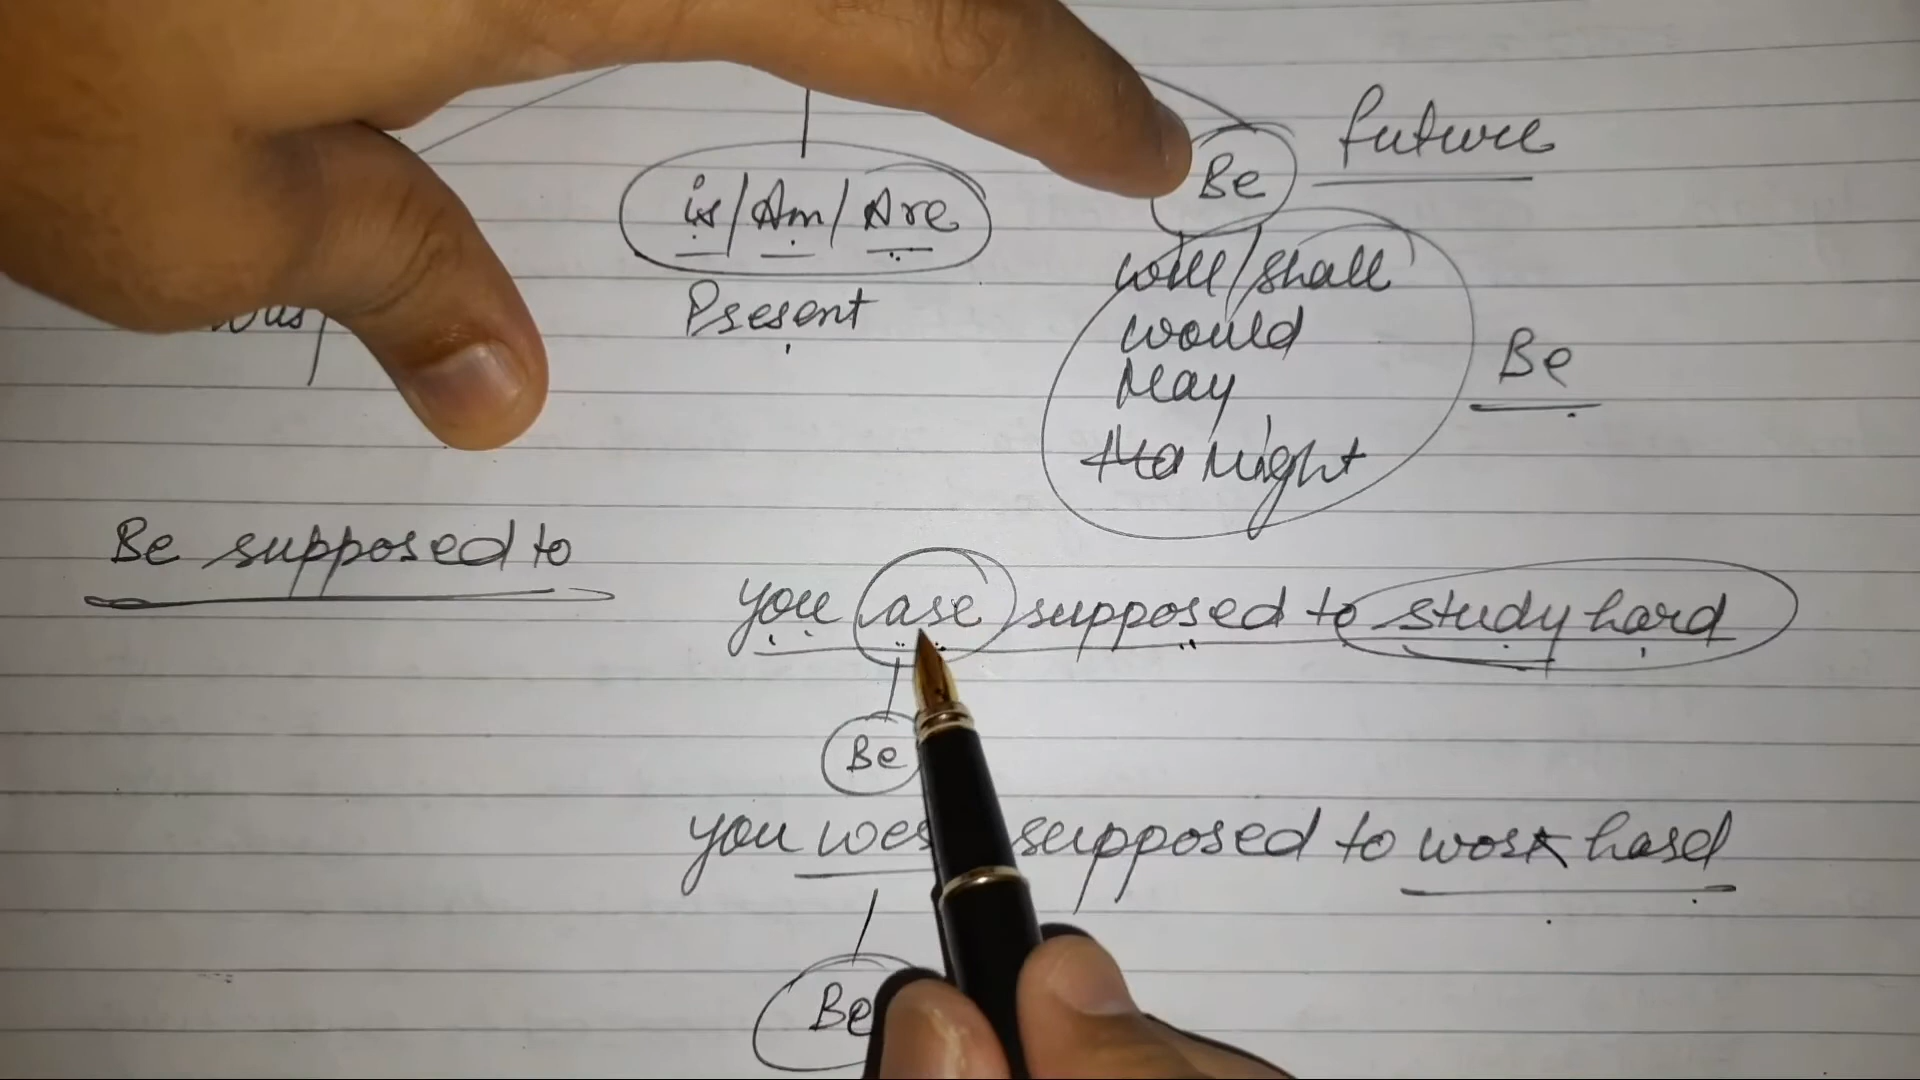 Future
Be
is/Am/Are
will/shall
Present
would
Be
May
Might
Be supposed to
you are supposed to study hard
Be
you supposed to work hard
Be